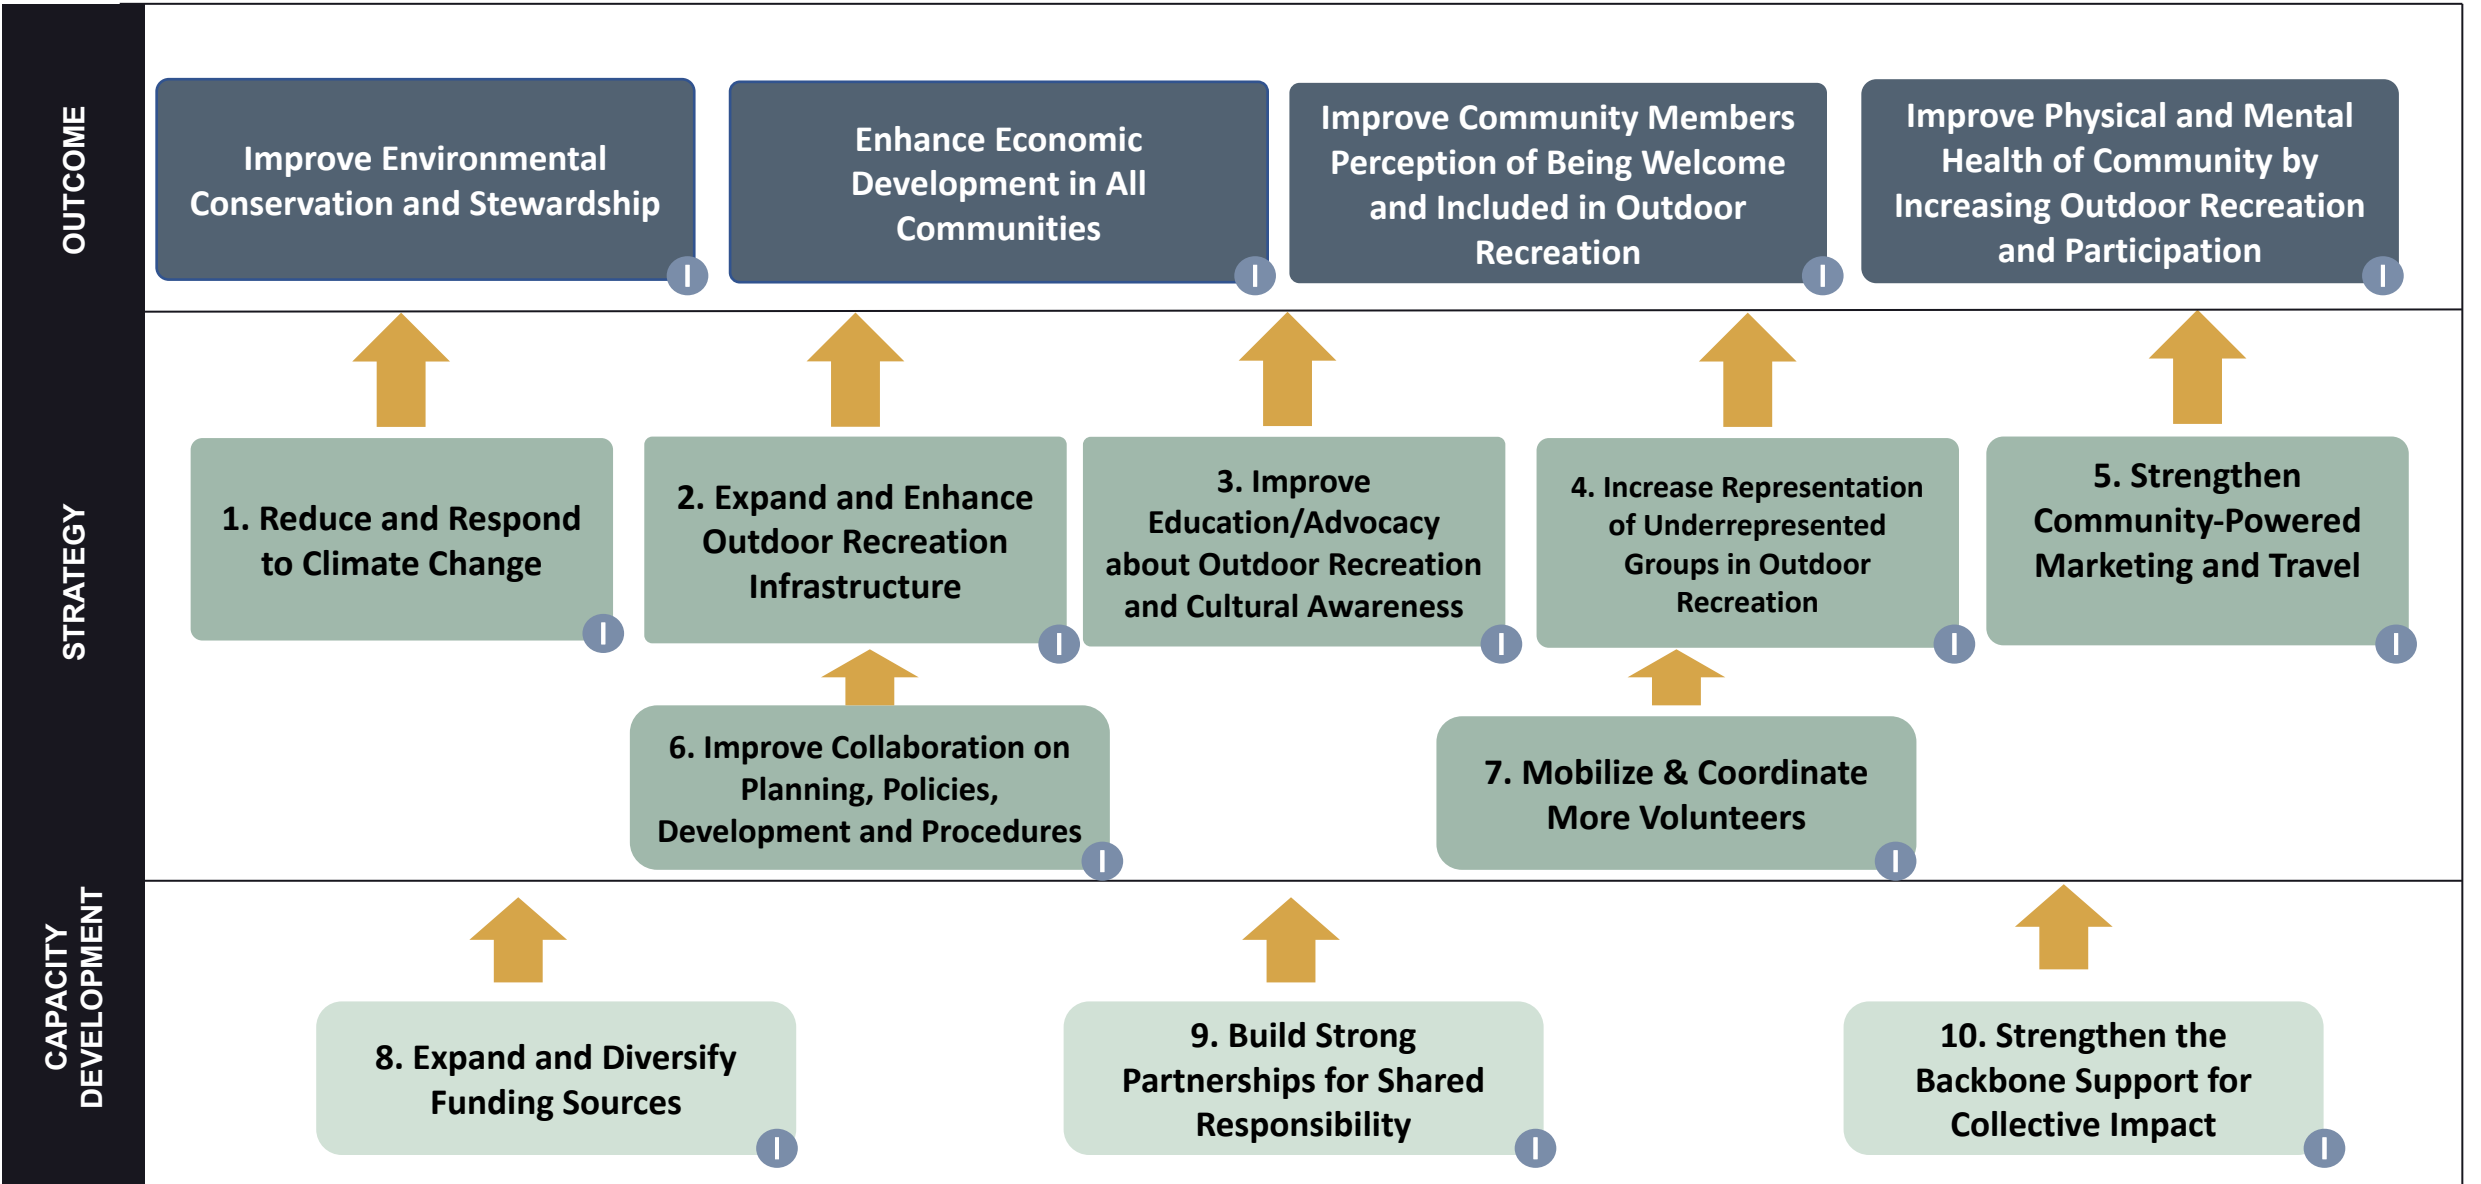 OUTCOME
Improve Environmental
Conservation and Stewardship
I
Enhance Economic
Development in All
Communities
I
Improve Community Members
Perception of Being Welcome
and Included in Outdoor
Recreation
I
Improve Physical and Mental
Health of Community by
Increasing Outdoor Recreation
and Participation
I
STRATEGY
1. Reduce and Respond
to Climate Change
I
2. Expand and Enhance
Outdoor Recreation
Infrastructure
I
3. Improve
Education/Advocacy
about Outdoor Recreation
and Cultural Awareness
I
4. Increase Representation
of Underrepresented
Groups in Outdoor
Recreation
I
5. Strengthen
Community-Powered
Marketing and Travel
I
6. Improve Collaboration on
Planning, Policies,
Development and Procedures
I
7. Mobilize & Coordinate
More Volunteers
I
CAPACITY
DEVELOPMENT
8. Expand and Diversify
Funding Sources
I
9. Build Strong
Partnerships for Shared
Responsibility
I
10. Strengthen the
Backbone Support for
Collective Impact
I